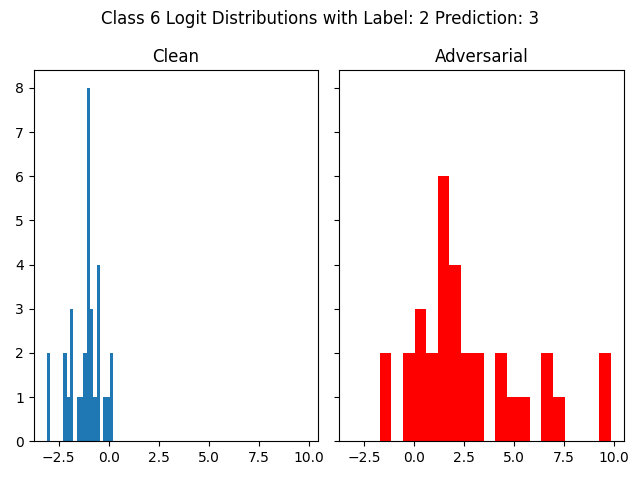 Class 6 Logit Distributions with Label: 2 Prediction: 3
Clean
Adversarial
8
7
6
5
4
3
2
1
0
−2.5 0.0 2.5 5.0 7.5 10.0
−2.5 0.0 2.5 5.0 7.5 10.0